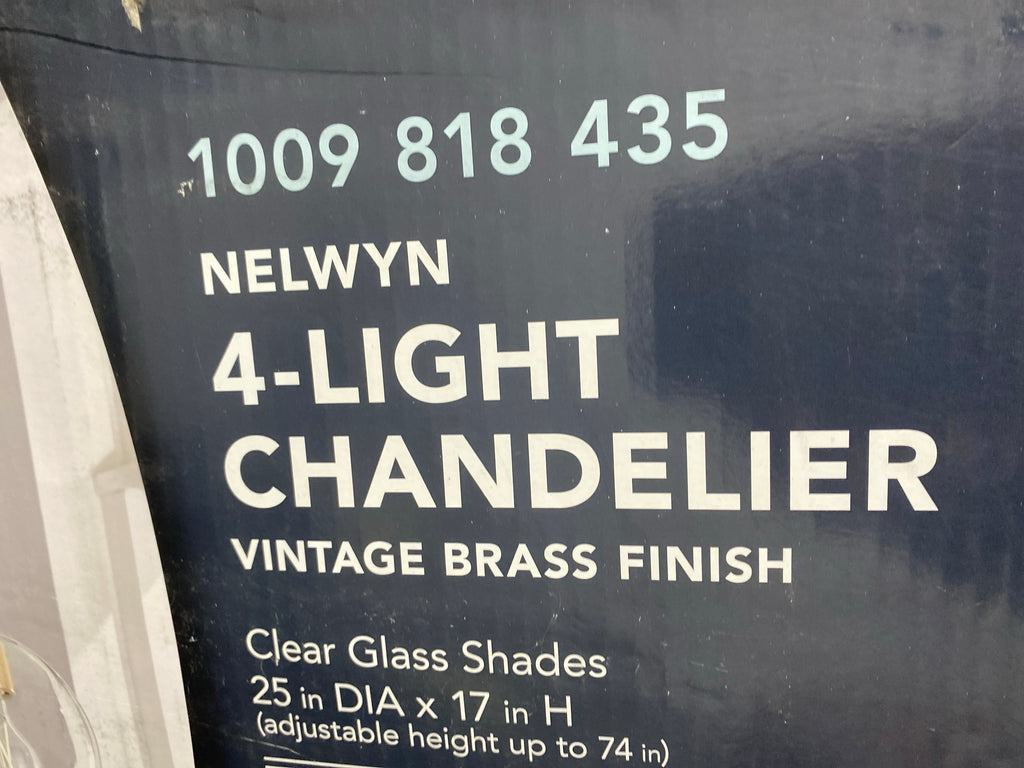 1009 818 435
NELWYN
4-LIGHT
CHANDELIER
VINTAGE BRASS FINISH
Clear Glass Shades
25 in DIA x 17 in H
(adjustable height up to 74 in)